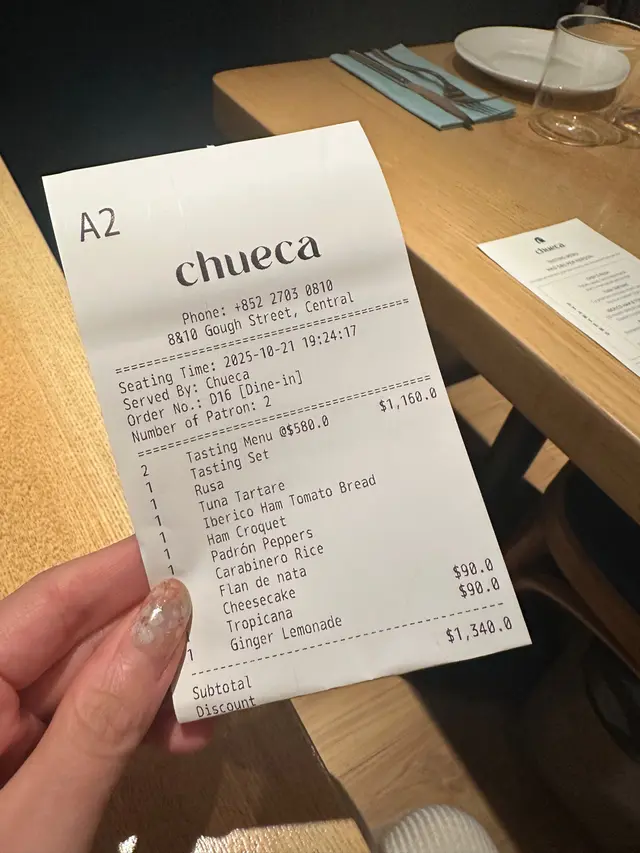 A2
chueca
Phone: +852 2703 0810
8&10 Gough Street, Central
Seating Time: 2025-10-21 19:24:17
Served By: Chueca
Order No.: D16 [Dine-in]
Number of Patron: 2
2 Tasting Menu @$580.0 $1,160.0
1 Tasting Set
1 Rusa
1 Tuna Tartare
1 Iberico Ham Tomato Bread
1 Ham Croquet
1 Padrón Peppers
Carabinero Rice
Flan de nata
Cheesecake
Tropicana $90.0
1 Ginger Lemonade $90.0
Subtotal $1,340.0
Discount
chueca